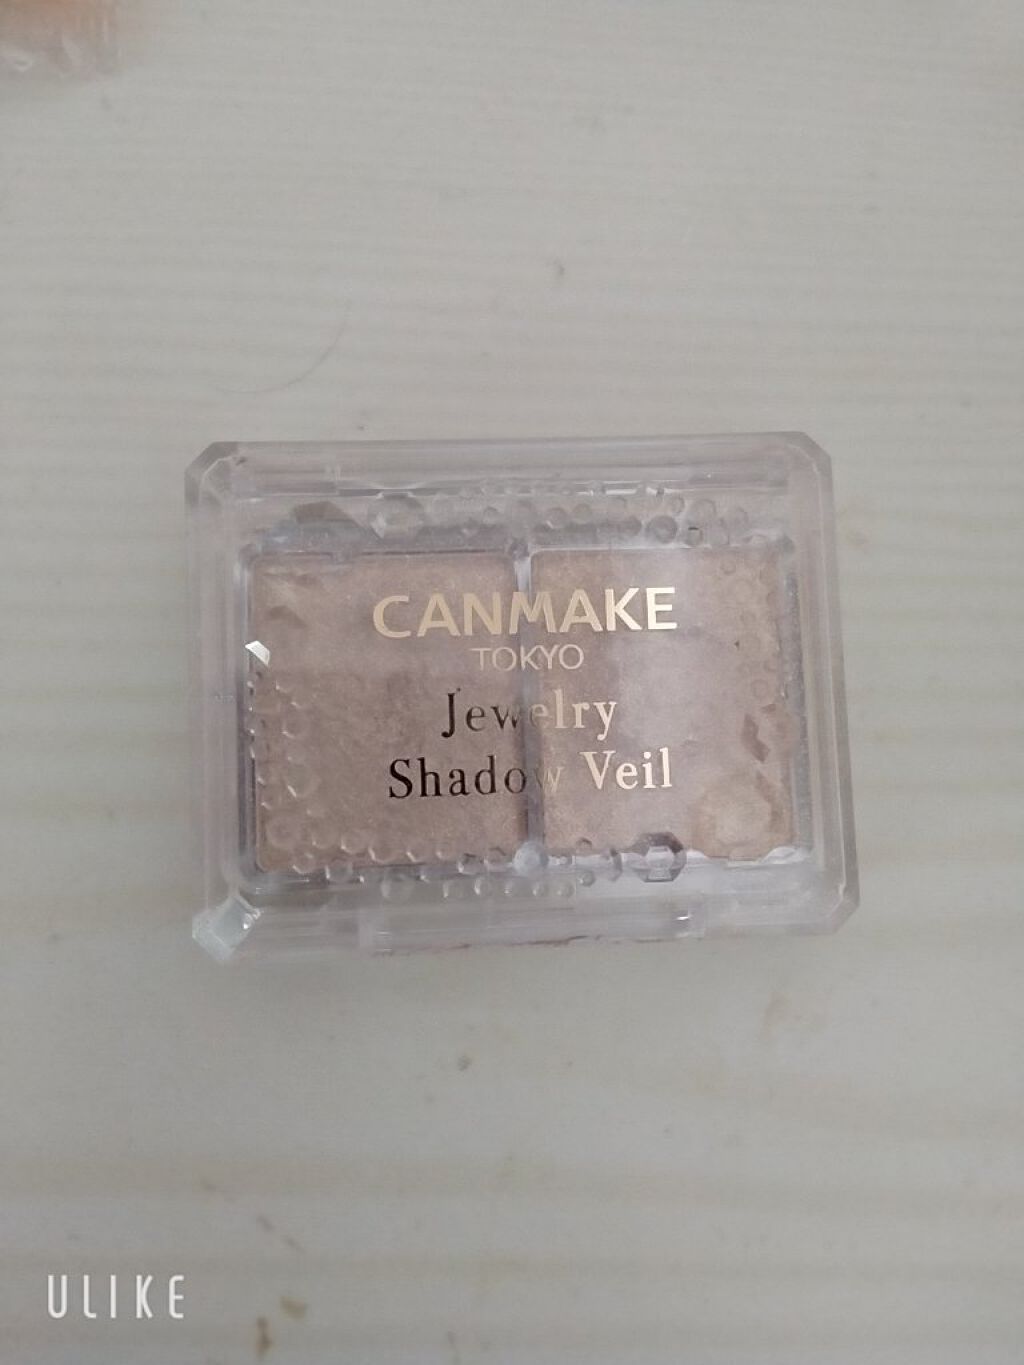 CANMAKE
TOKYO
Jewelry
Shadow Veil
ULIKE